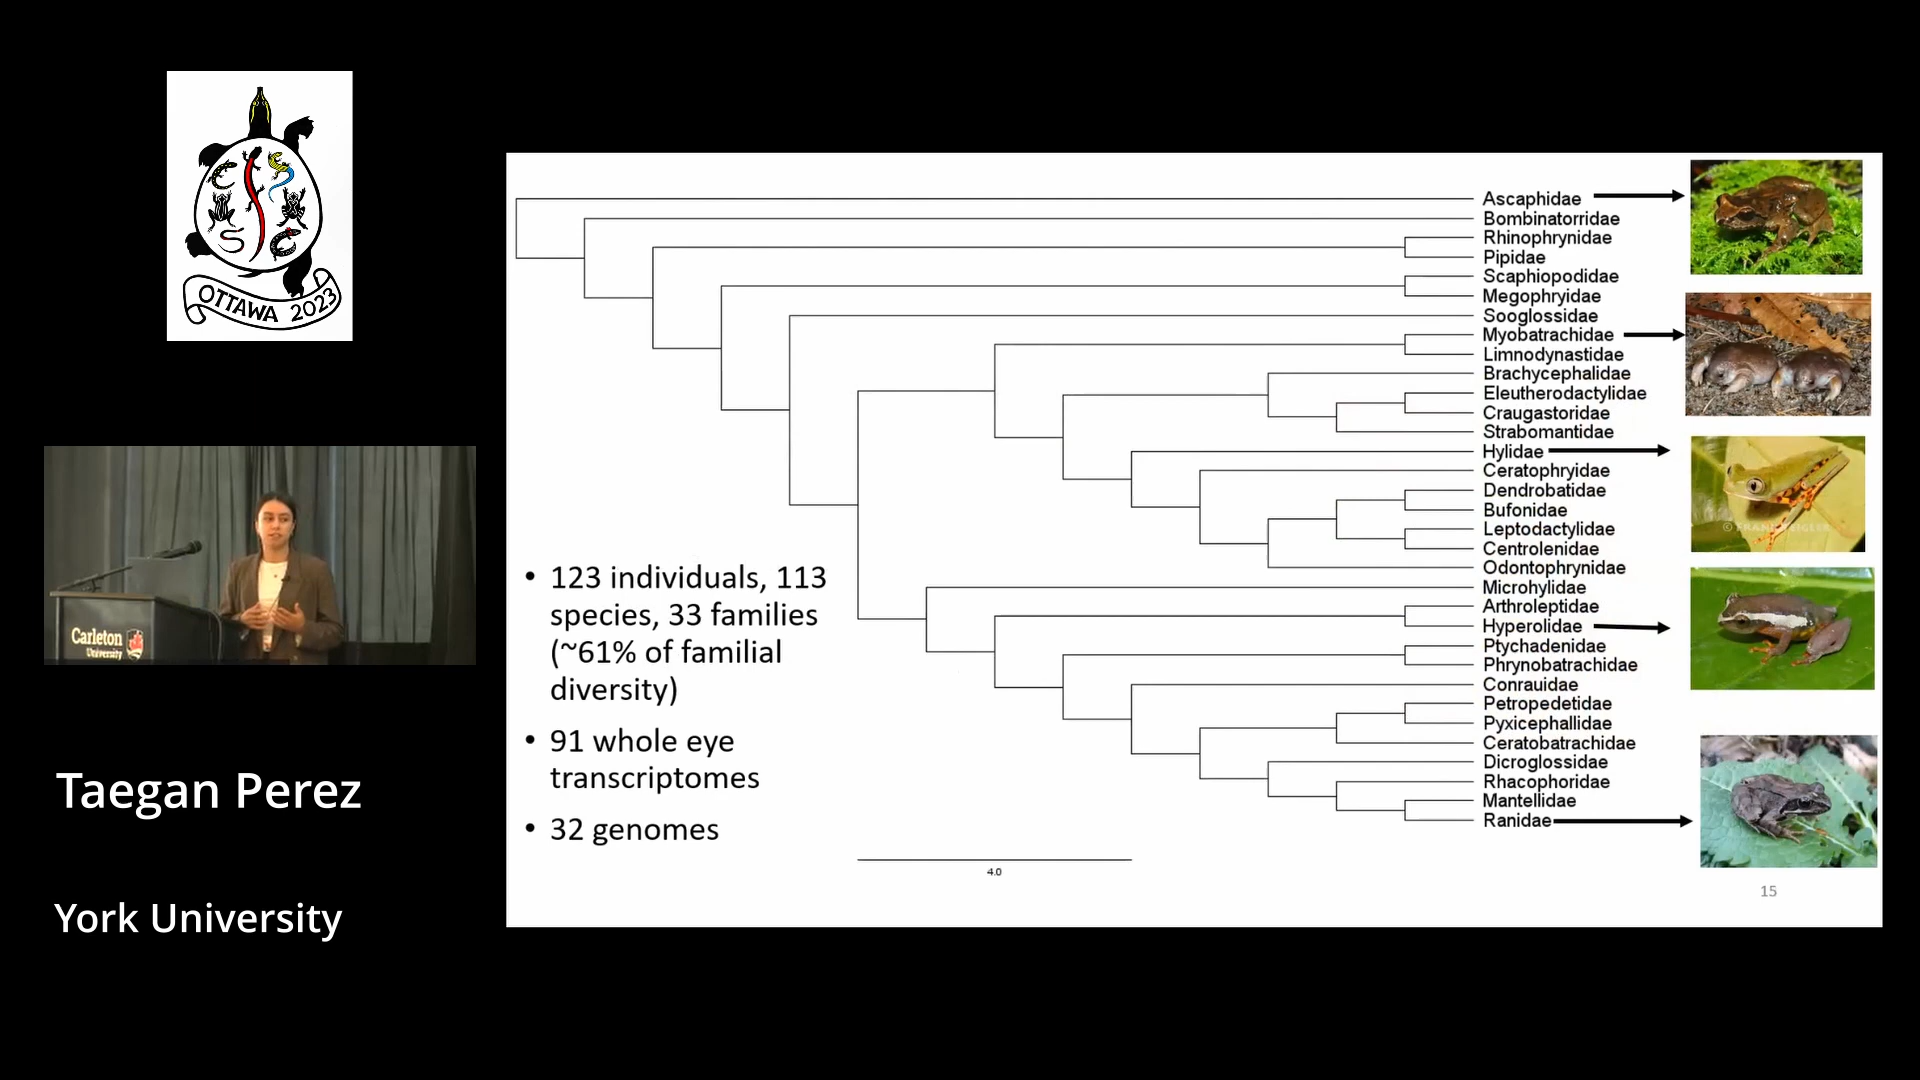 OTTAWA 2023
Carleton
University
Taegan Perez
York University
• 123 individuals, 113
species, 33 families
(~61% of familial
diversity)
• 91 whole eye
transcriptomes
• 32 genomes
4.0
Ascaphidae
Bombinatorridae
Rhinophrynidae
Pipidae
Scaphiopodidae
Megophryidae
Sooglossidae
Myobatrachidae
Limnodynastidae
Brachycephalidae
Eleutherodactylidae
Craugastoridae
Strabomantidae
Hylidae
Ceratophryidae
Dendrobatidae
Bufonidae
Leptodactylidae
Centrolenidae
Odontophrynidae
Microhylidae
Arthroleptidae
Hyperolidae
Ptychadenidae
Phrynobatrachidae
Conrauidae
Petropedetidae
Pyxicephallidae
Ceratobatrachidae
Dicroglossidae
Rhacophoridae
Mantellidae
Ranidae
15